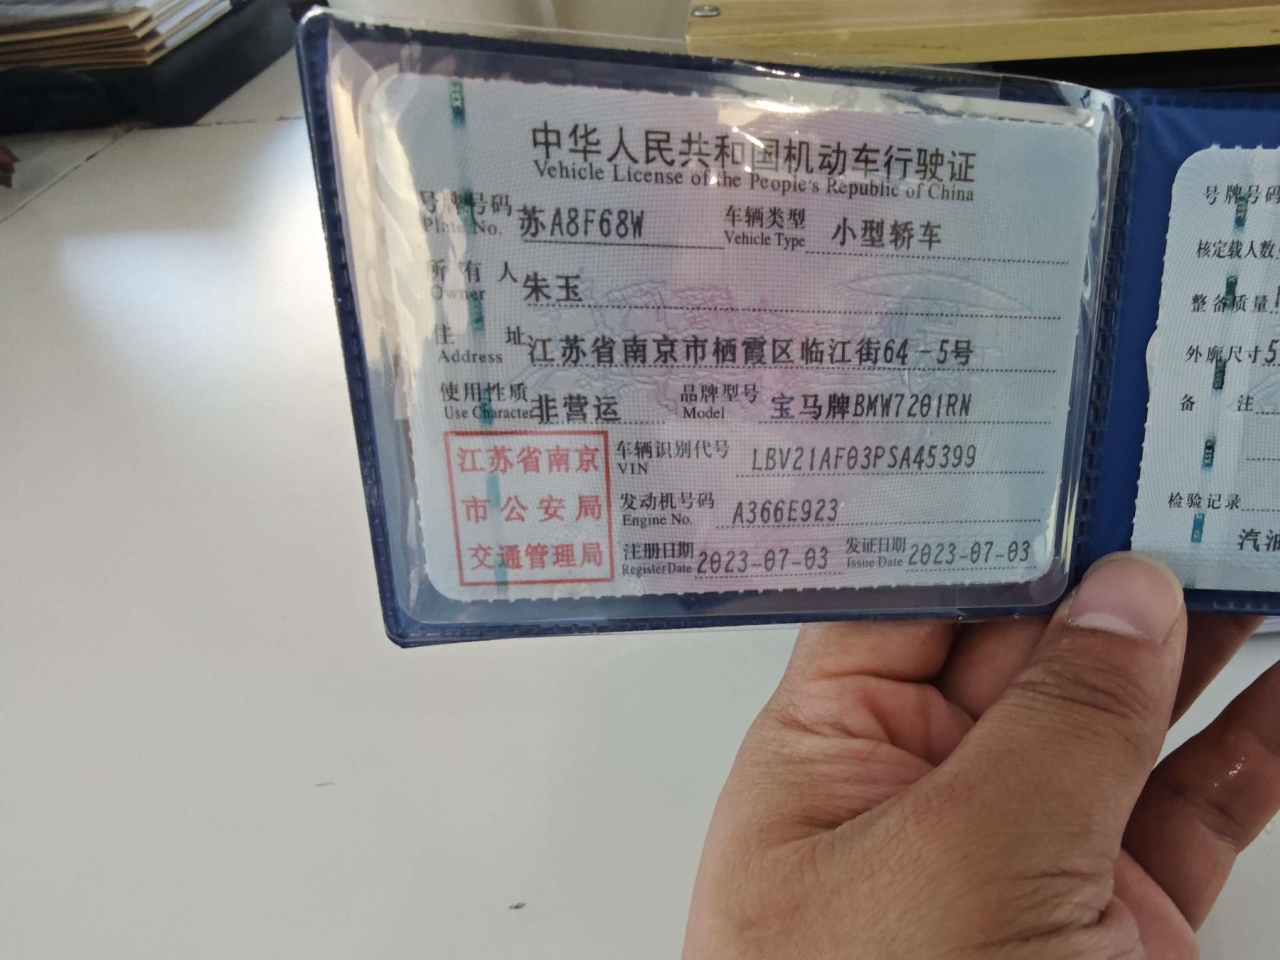 中华人民共和国机动车行驶证
Vehicle License of the People's Republic of China
号牌号码 苏A8F68W 车辆类型 小型轿车
Plate No. Vehicle Type
所有人 朱玉
Owner
住址 江苏省南京市栖霞区临江街64-5号
Address
使用性质 非营运 品牌型号 宝马牌BMW7201RN
Use Character Model
江苏省南京
市公安局
交通管理局
车辆识别代号 LBV21AF03PSA45399
VIN
发动机号码 A366E923
Engine No.
注册日期 2023-07-03 发证日期 2023-07-03
Register Date Issue Date
号牌号码
核定载人数
整备质量
外廓尺寸 5
备注
检验记录
汽油